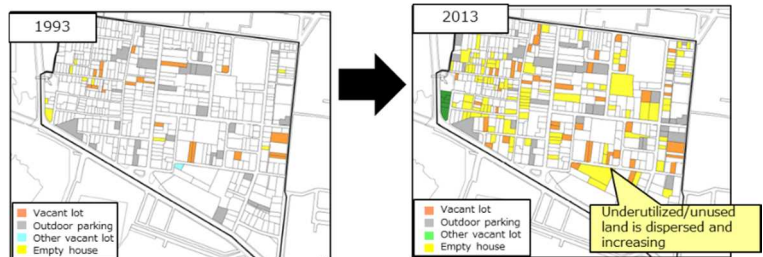 1993
Vacant lot
Outdoor parking
Other vacant lot
Empty house
2013
Vacant lot
Outdoor parking
Other vacant lot
Empty house
Underutilized/unused
land is dispersed and
increasing